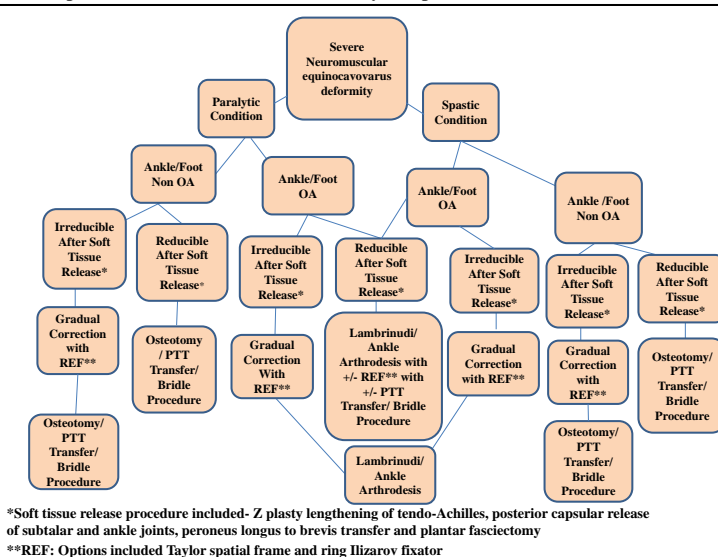 Severe
Neuromuscular
equinocavovarus
deformity
Paralytic
Condition
Spastic
Condition
Ankle/Foot
Non OA
Ankle/Foot
OA
Ankle/Foot
OA
Ankle /Foot
Non OA
Irreducible
After Soft
Tissue
Release*
Reducible
After Soft
Tissue
Release*
Irreducible
After Soft
Tissue
Release*
Reducible
After Soft
Tissue
Release*
Irreducible
After Soft
Tissue
Release*
Irreducible
After Soft
Tissue
Release*
Reducible
After Soft
Tissue
Release*
Gradual
Correction
with
REF**
Osteotomy
/ PTT
Transfer/
Bridle
Procedure
Gradual
Correction
With
REF**
Lambrinudi/
Ankle
Arthrodesis with
+/- REF** with
+/- PTT
Transfer/ Bridle
Procedure
Gradual
Correction
with REF**
Gradual
Correction
with
REF**
Osteotomy/
PTT
Transfer/
Bridle
Procedure
Osteotomy/
PTT
Transfer/
Bridle
Procedure
Lambrinudi/
Ankle
Arthrodesis
Osteotomy/
PTT
Transfer/
Bridle
Procedure
*Soft tissue release procedure included- Z plasty lengthening of tendo-Achilles, posterior capsular release
of subtalar and ankle joints, peroneus longus to brevis transfer and plantar fasciectomy
**REF: Options included Taylor spatial frame and ring Ilizarov fixator